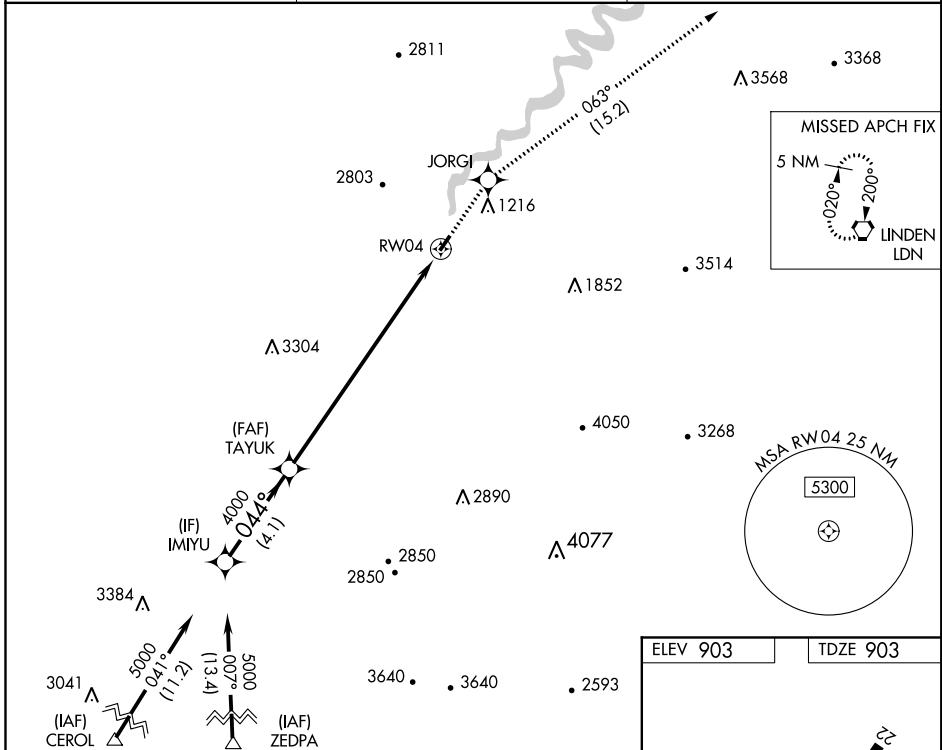 2811
3368
3568
063°
(15.2)
MISSED APCH FIX
5 NM
020°
200°
LINDEN
LDN
JORGI
2803
1216
RW04
3514
1852
3304
(FAF)
TAYUK
4050
3268
MSA RW04 25 NM
5300
4000
044°
(4.1)
2890
(IF)
IMIYU
4077
2850
2850
3384
5000
041°
(11.2)
5000
007°
(13.4)
ELEV 903
TDZE 903
3041
3640
3640
2593
(IAF)
CEROL
(IAF)
ZEDPA
22